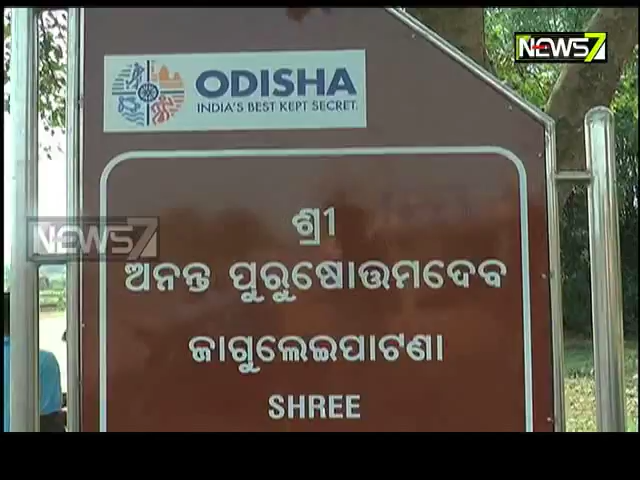 NEWS7
ODISHA
INDIA'S BEST KEPT SECRET.
ଶ୍ରୀ
NEWS7
ଅନନ୍ତ ପୁରୁଷୋତ୍ତମଦେବ
ଜାଗୁଲେଇପାଟଣା
SHREE